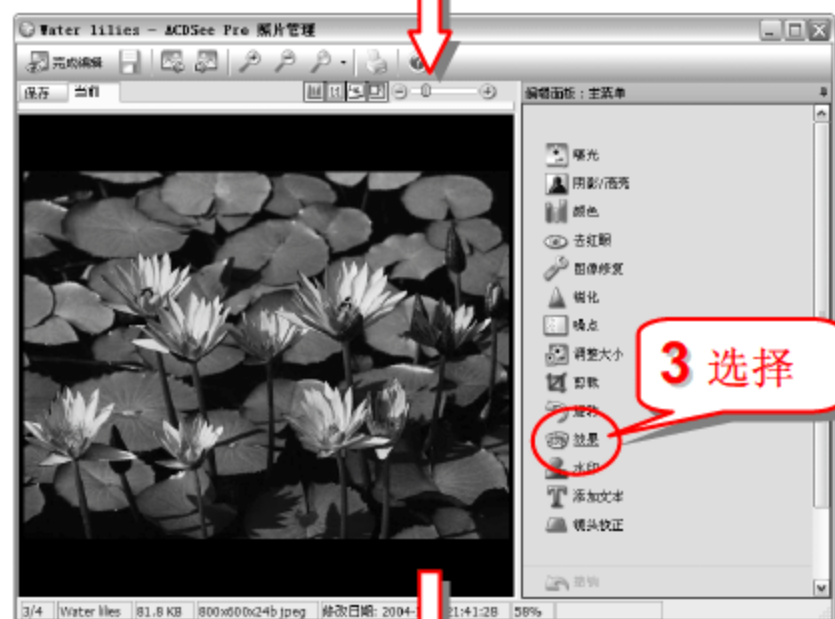 Water lilies - ACDSee Pro 照片管理
完成编辑
保存 当前
编辑面板：主菜单
曝光
阴影/高亮
颜色
去红眼
图像修复
锐化
噪点
调整大小
剪裁
旋转
效果
水印
添加文本
镜头校正
撤销
3 选择
3/4 Water lilies 81.8 KB 800x600x24b jpeg 修改日期: 2004- 21:41:28 58%